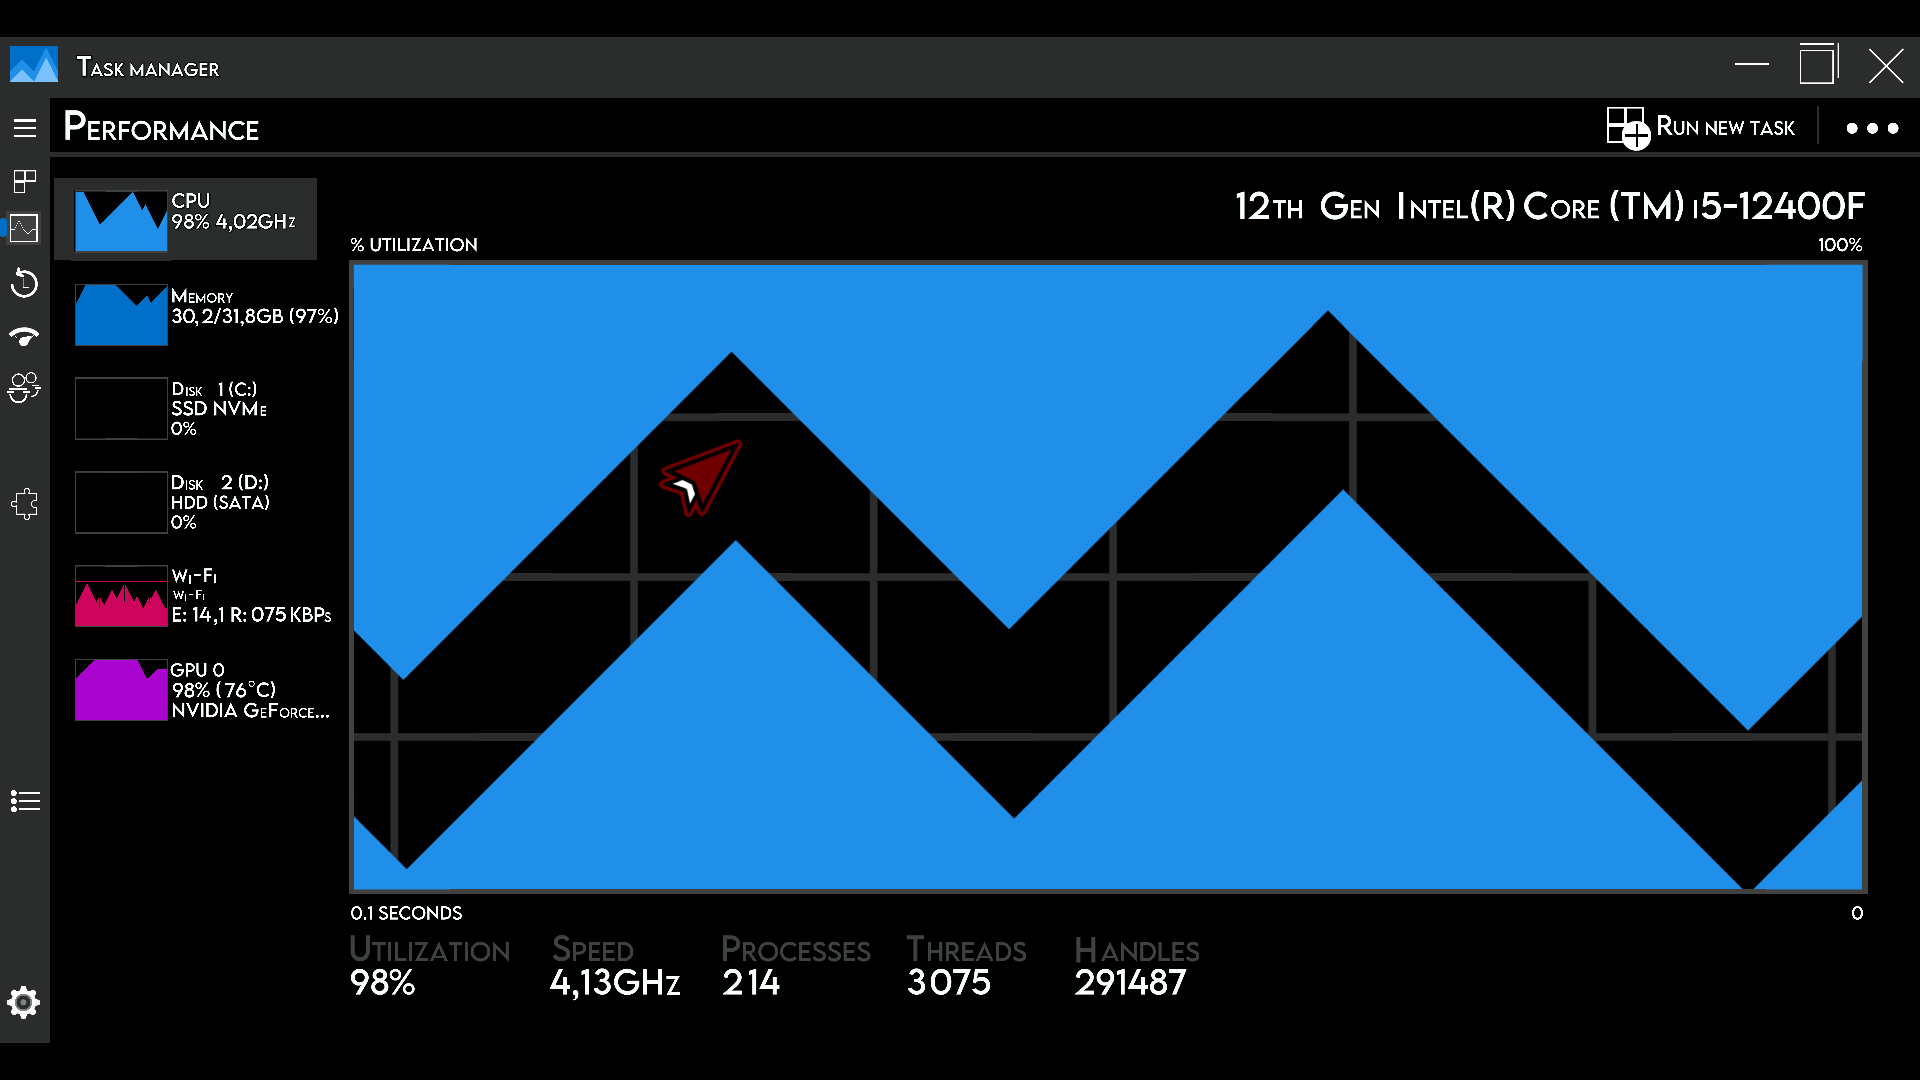 Task manager
Performance
Run new task
CPU
98% 4,02GHz
Memory
30,2/31,8GB (97%)
Disk 1 (C:)
SSD NVMe
0%
Disk 2 (D:)
HDD (SATA)
0%
Wi-Fi
Wi-Fi
E: 14,1 R: 075 KBPs
GPU 0
98% (76°C)
NVIDIA GeForce...
12th Gen Intel(R) Core (TM) i5-12400F
% UTILIZATION
100%
0.1 SECONDS
0
Utilization
98%
Speed
4,13GHz
Processes
214
Threads
3075
Handles
291487